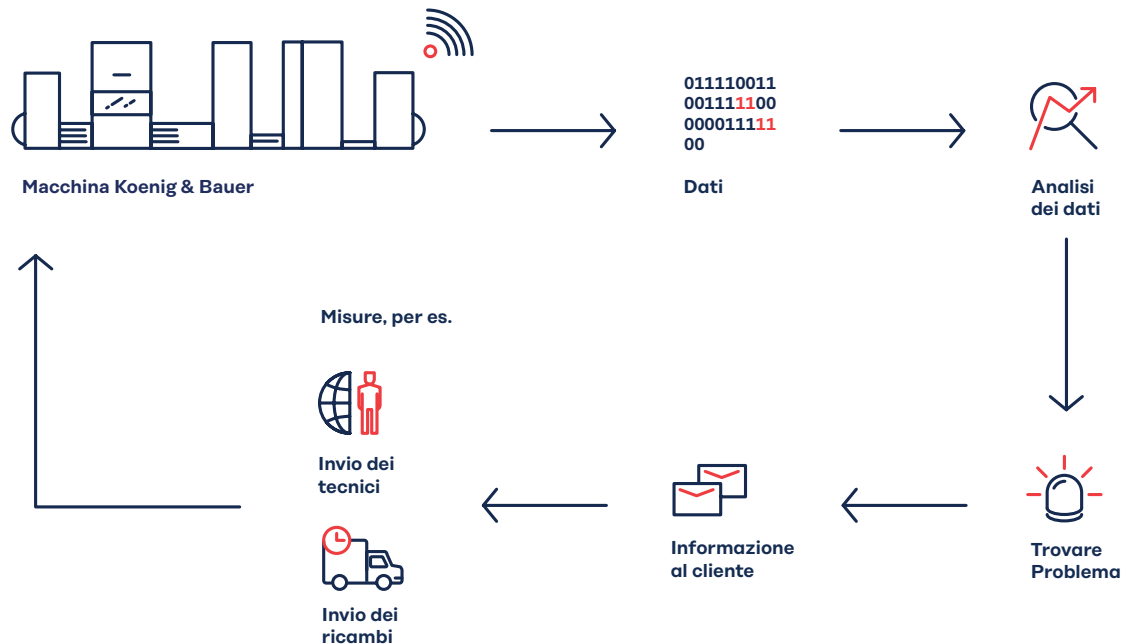 011110011
001111100
000011111
00
Macchina Koenig & Bauer
Dati
Analisi
dei dati
Misure, per es.
Invio dei
tecnici
Informazione
al cliente
Trovare
Problema
Invio dei
ricambi